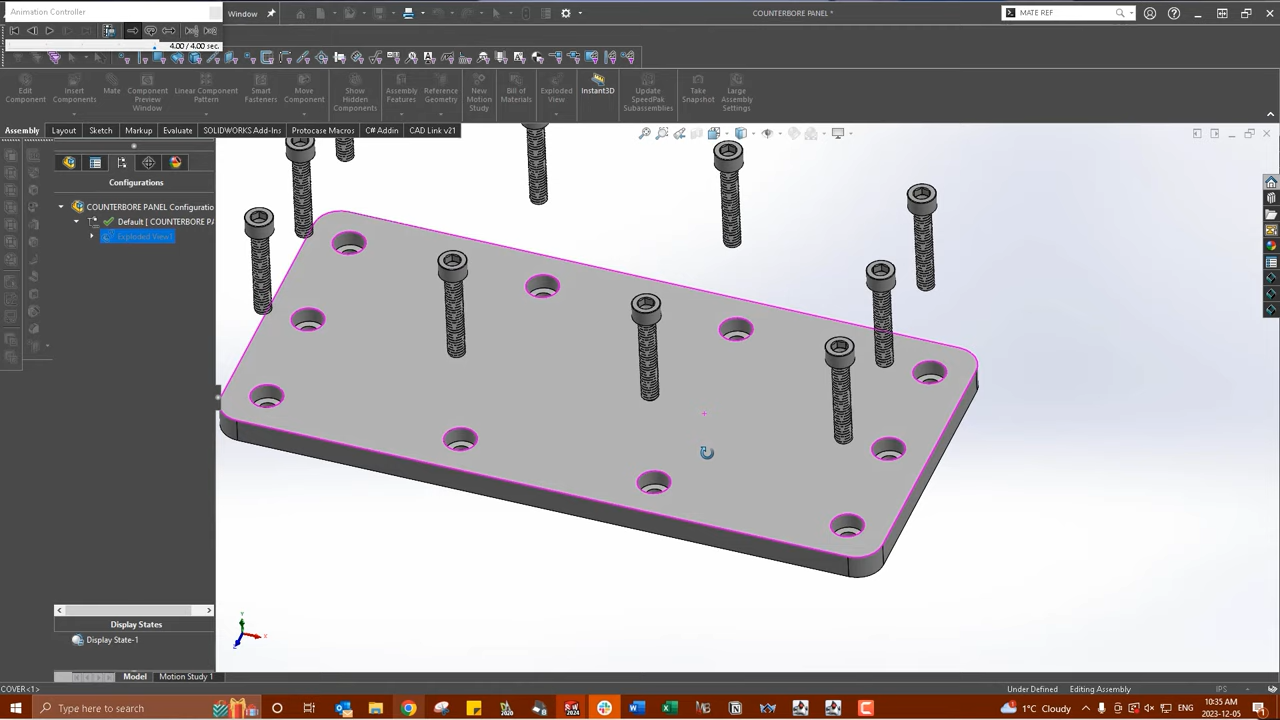 Animation Controller
Window
COUNTERBORE PANEL *
MATE REF
4.00 / 4.00 sec.
Edit Component
Insert Components
Mate
Component Preview Window
Linear Component Pattern
Smart Fasteners
Move Component
Show Hidden Components
Assembly Features
Reference Geometry
New Motion Study
Bill of Materials
Exploded View
Instant3D
Update SpeedPak Subassemblies
Take Snapshot
Large Assembly Settings
Assembly
Layout
Sketch
Markup
Evaluate
SOLIDWORKS Add-Ins
Protocase Macros
C# Addin
CAD Link v21
Configurations
COUNTERBORE PANEL Configuratio
Default [ COUNTERBORE PA
Exploded View1
Display States
Display State-1
Y
X
Z
Model
Motion Study 1
COVER<1>
Under Defined
Editing Assembly
IPS
Type here to search
2020
2024
1°C Cloudy
10:35 AM
2023-12-05